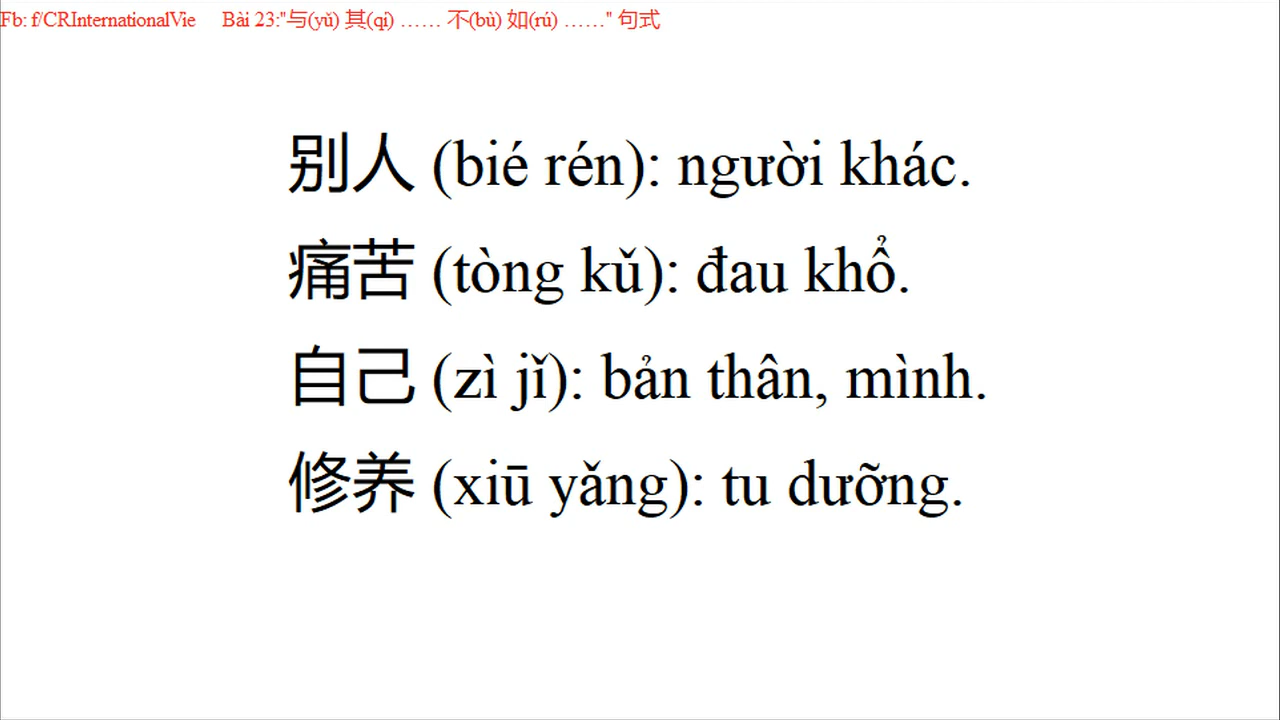 Fb: f/CRInternationalVie Bài 23:"与(yǔ) 其(qí) …… 不(bù) 如(rú) ……" 句式
别人 (bié rén): người khác.
痛苦 (tòng kǔ): đau khổ.
自己 (zì jǐ): bản thân, mình.
修养 (xiū yǎng): tu dưỡng.